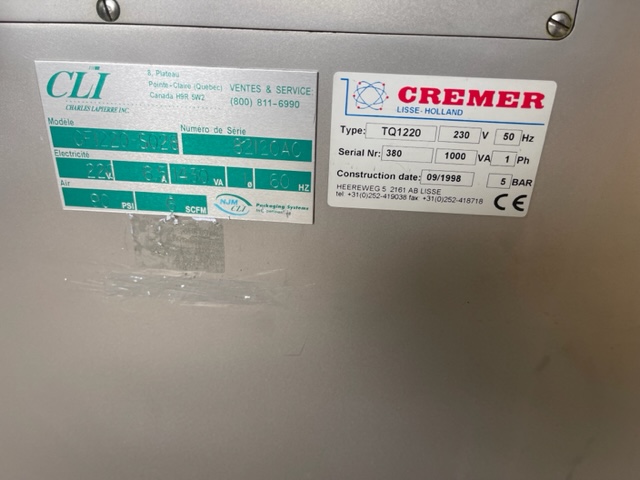 CLI
CHARLES LAPIERRE INC.
Plateau
Pointe-Claire (Quebec)
Canada H9R 5W2
VENTES & SERVICE:
(800) 811-6990
Modèle
Numéro de Série
Electricité
220 V
A
VA
ø
60 HZ
Air
PSI
SCFM
NJM
CLI
Packaging Systems
CREMER
LISSE-HOLLAND
Type: TQ1220 230 V 50 Hz
Serial Nr: 380 1000 VA 1 Ph
Construction date: 09/1998 5 BAR
HEEREWEG 5 2161 AB LISSE
tel +31(0)252-419038 fax +31(0)252-418718
CE